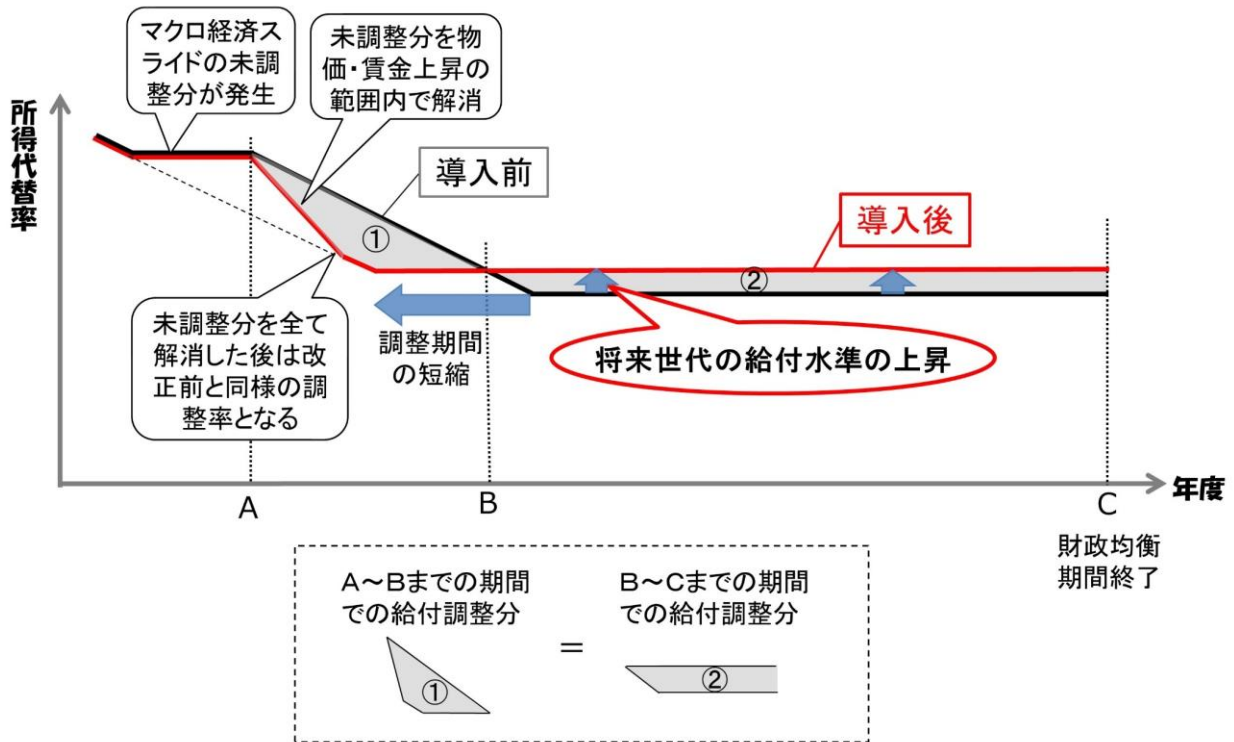 マクロ経済ス
ライドの未調
整分が発生
未調整分を物
価・賃金上昇の
範囲内で解消
所得代替率
導入前
導入後
①
②
未調整分を全て
解消した後は改
正前と同様の調
整率となる
調整期間
の短縮
将来世代の給付水準の上昇
A
B
C
年度
財政均衡
期間終了
A～Bまでの期間
での給付調整分
＝
B～Cまでの期間
での給付調整分
①
②